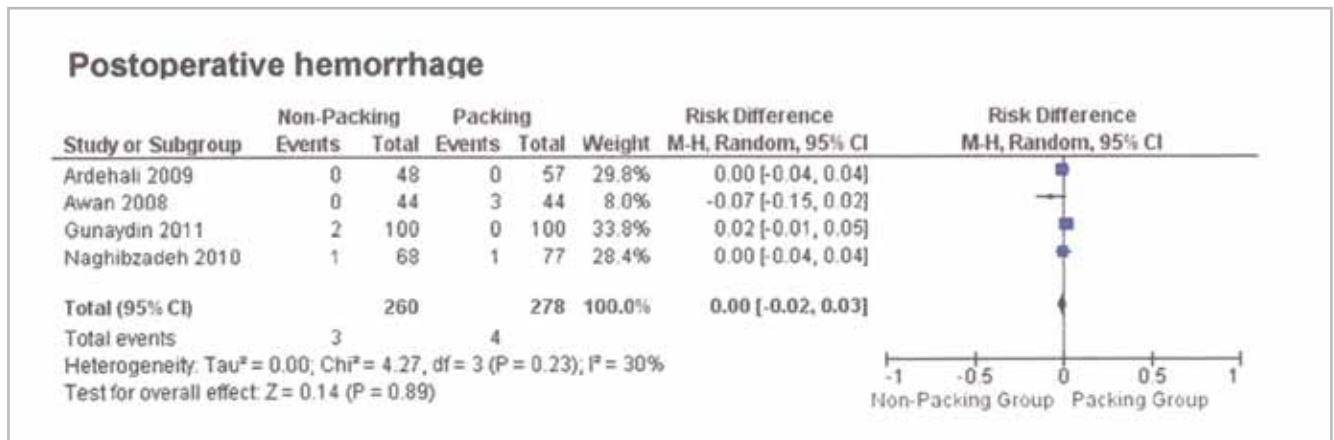 Postoperative hemorrhage
Non-Packing Packing Risk Difference Risk Difference
Study or Subgroup Events Total Events Total Weight M-H, Random, 95% CI M-H, Random, 95% CI
Ardehali 2009 0 48 0 57 29.8% 0.00 [-0.04, 0.04]
Awan 2008 0 44 3 44 8.0% -0.07 [-0.15, 0.02]
Gunaydin 2011 2 100 0 100 33.8% 0.02 [-0.01, 0.05]
Naghibzadeh 2010 1 68 1 77 28.4% 0.00 [-0.04, 0.04]
Total (95% CI) 260 278 100.0% 0.00 [-0.02, 0.03]
Total events 3 4
Heterogeneity: Tau² = 0.00; Chi² = 4.27, df = 3 (P = 0.23); I² = 30%
Test for overall effect: Z = 0.14 (P = 0.89)
-1 -0.5 0 0.5 1
Non-Packing Group Packing Group